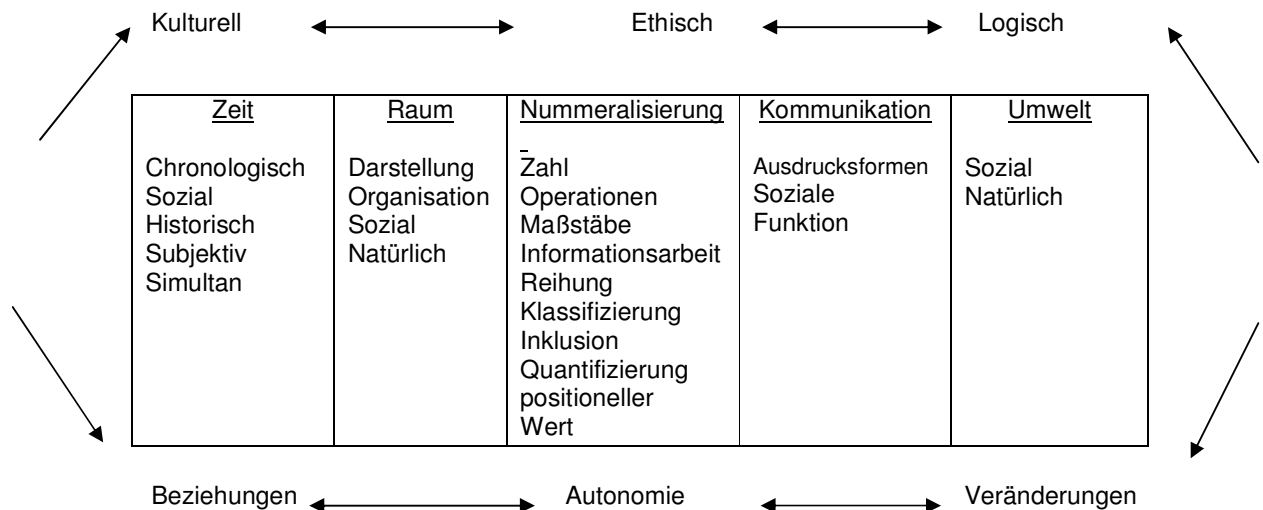 Kulturell Ethisch Logisch
Zeit
Chronologisch
Sozial
Historisch
Subjektiv
Simultan
Raum
Darstellung
Organisation
Sozial
Natürlich
Nummeralisierung
Zahl
Operationen
Maßstäbe
Informationsarbeit
Reihung
Klassifizierung
Inklusion
Quantifizierung
positioneller
Wert
Kommunikation
Ausdrucksformen
Soziale
Funktion
Umwelt
Sozial
Natürlich
Beziehungen Autonomie Veränderungen